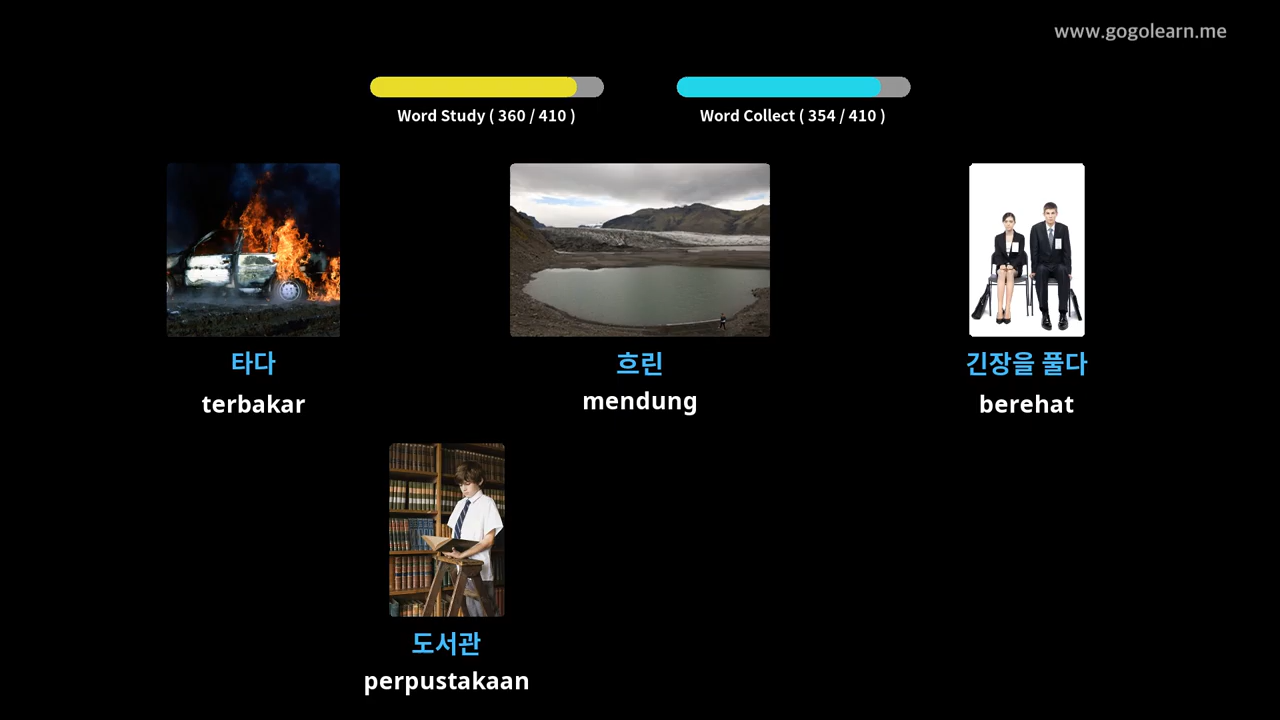 www.gogolearn.me
Word Study ( 360 / 410 )
Word Collect ( 354 / 410 )
타다
terbakar
흐린
mendung
긴장을 풀다
berehat
도서관
perpustakaan